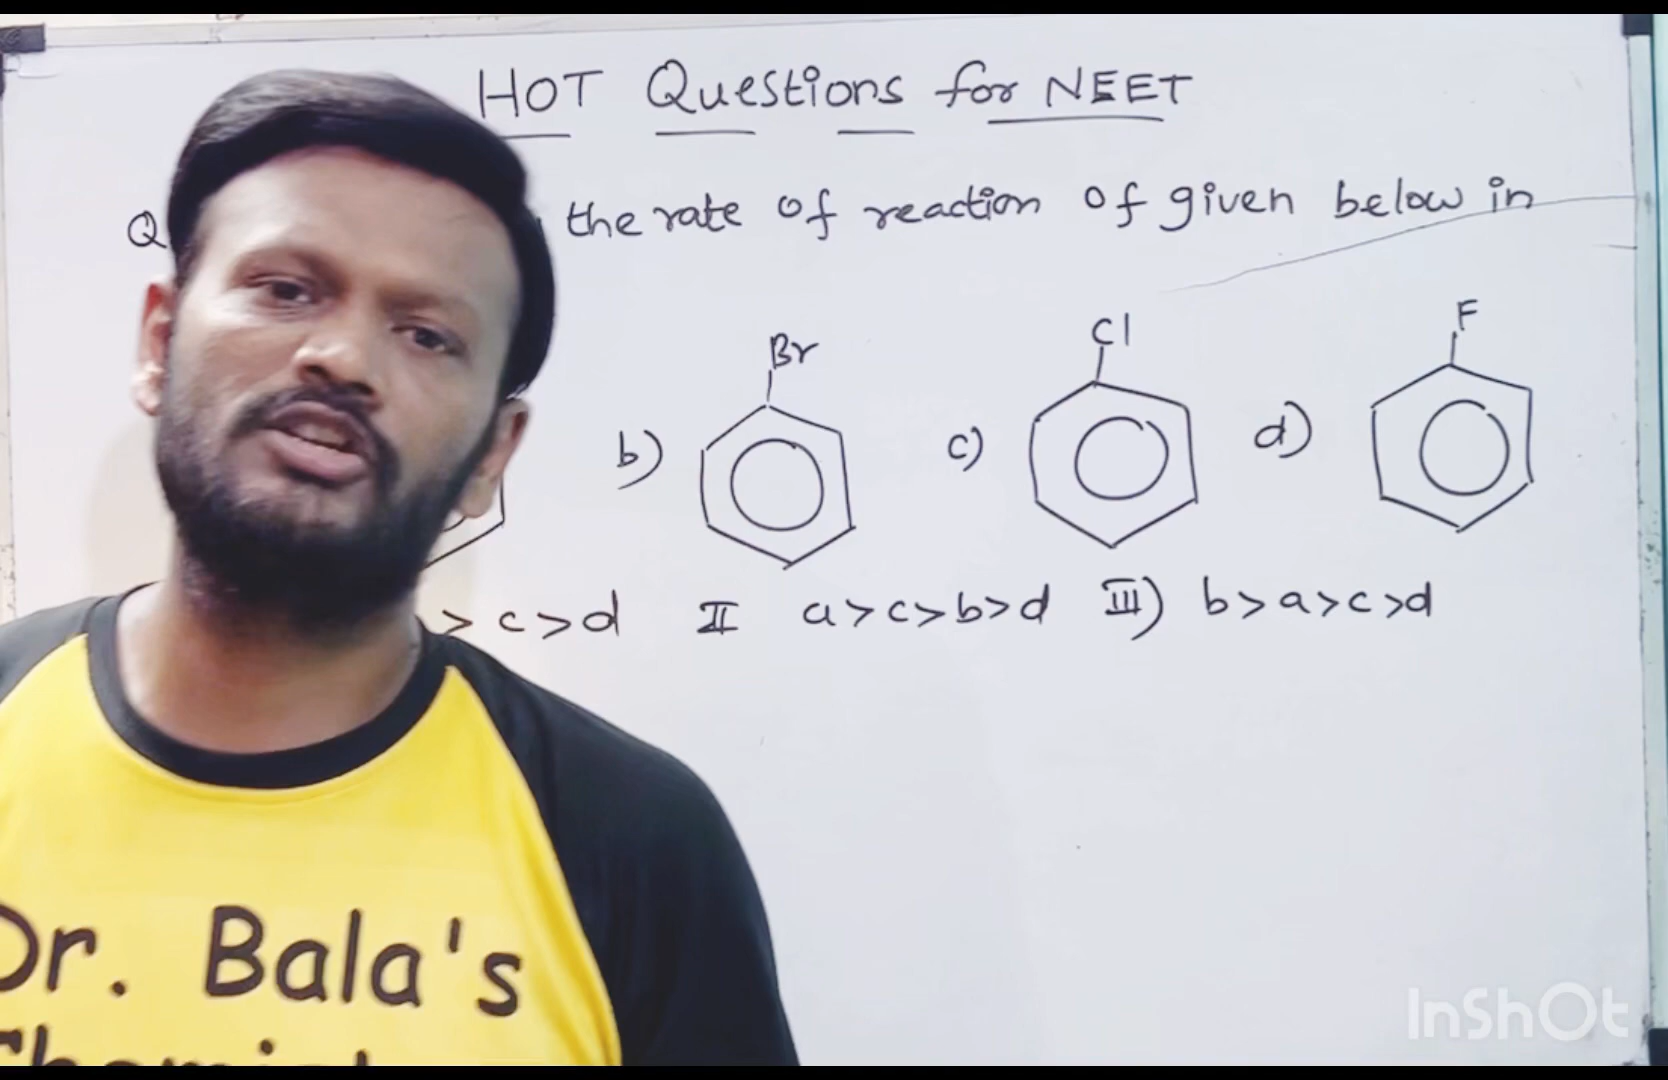 HOT Questions for NEET
Q the rate of reaction of given below in
Br
Cl
F
b)
c)
d)
> c > d II a > c > b > d III) b > a > c > d
Dr. Bala's
InShOt